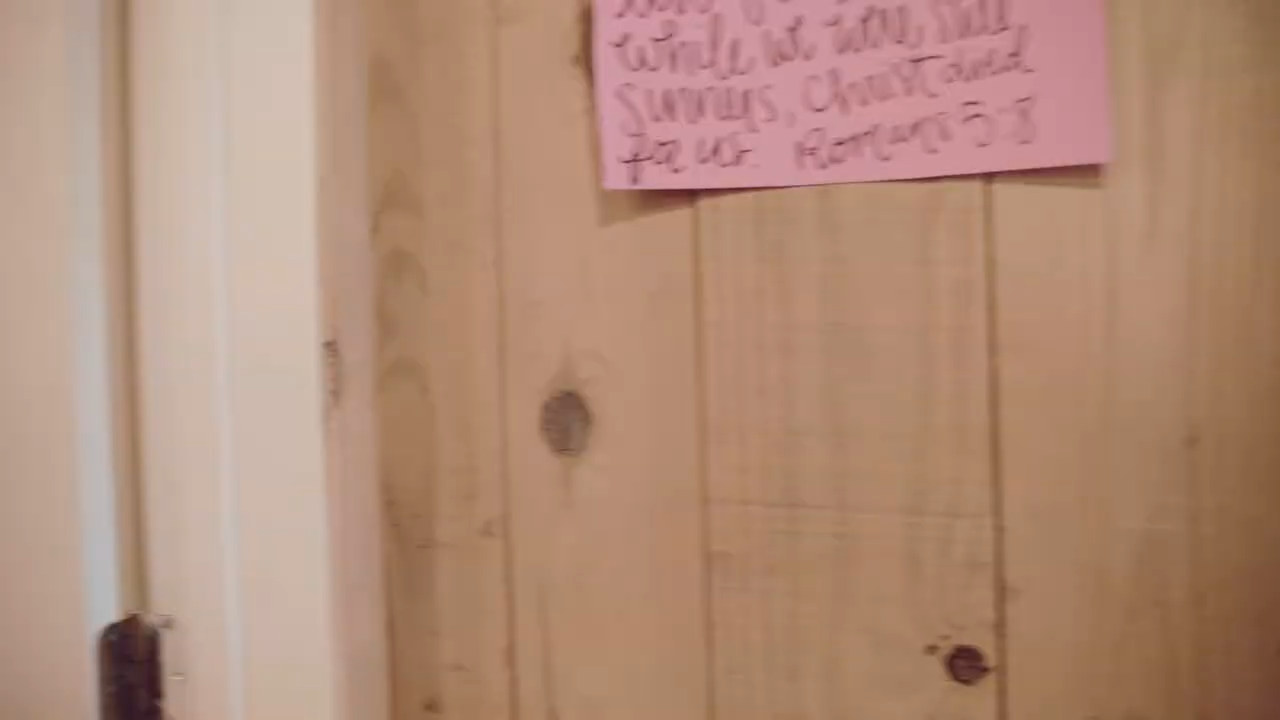 while we were still
sinners, Christ died
for us. Romans 5:8